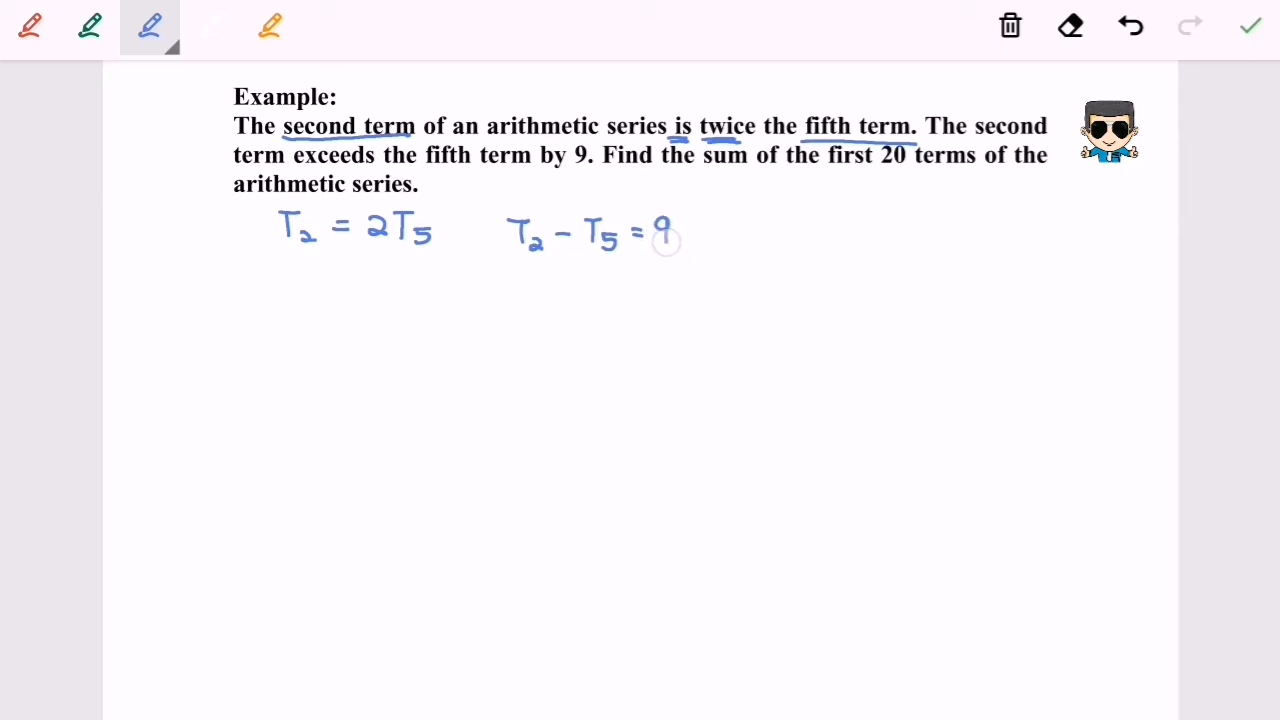 Example:
The second term of an arithmetic series is twice the fifth term. The second
term exceeds the fifth term by 9. Find the sum of the first 20 terms of the
arithmetic series.
T₂ = 2T₅ T₂ - T₅ = 9